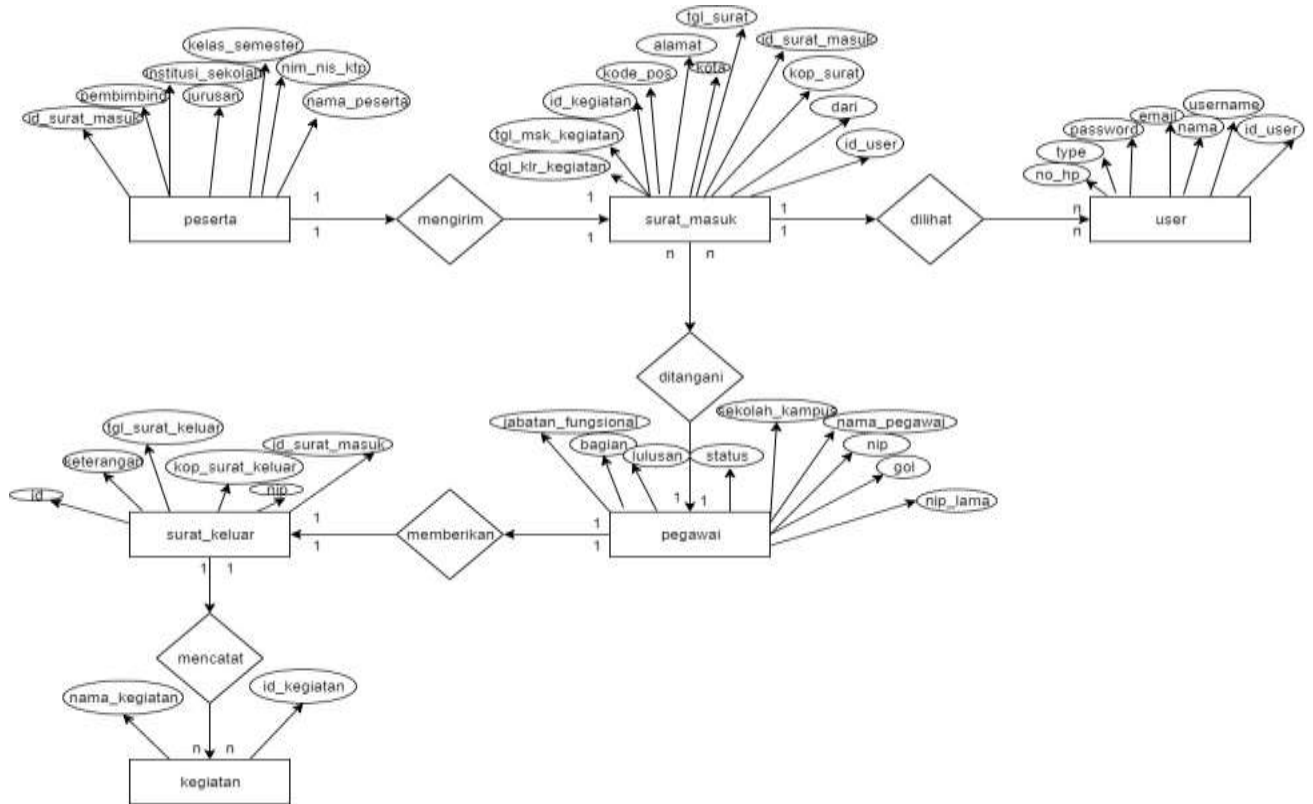 tgl_surat
kelas_semester
alamat
id_surat_masuk
institusi_sekolah
nim_nis_ktp
kode_pos
kota
kop_surat
username
pembimbing
jurusan
nama_peserta
id_kegiatan
dari
email
password
nama
id_user
id_surat_masuk
tgl_msk_kegiatan
id_user
type
tgl_klr_kegiatan
no_hp
peserta
1
1
mengirim
1
1
surat_masuk
1
1
dilihat
n
n
user
n
n
ditangani
jabatan_fungsional
sekolah_kampus
nama_pegawai
tgl_surat_keluar
id_surat_masuk
bagian
lulusan
status
nip
keterangan
kop_surat_keluar
gol
id
nip
nip_lama
1
1
surat_keluar
1
1
memberikan
1
1
pegawai
1
1
mencatat
nama_kegiatan
id_kegiatan
n
n
kegiatan